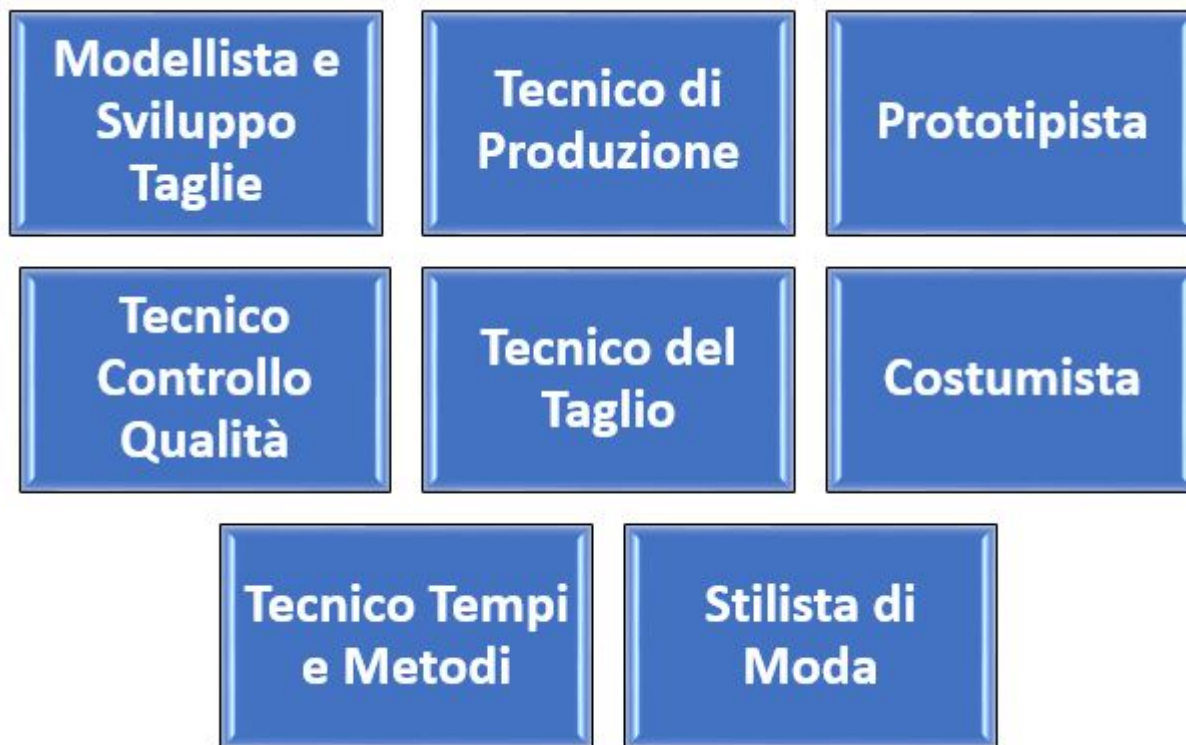 Modellista e
Sviluppo
Taglie
Tecnico di
Produzione
Prototipista
Tecnico
Controllo
Qualità
Tecnico del
Taglio
Costumista
Tecnico Tempi
e Metodi
Stilista di
Moda